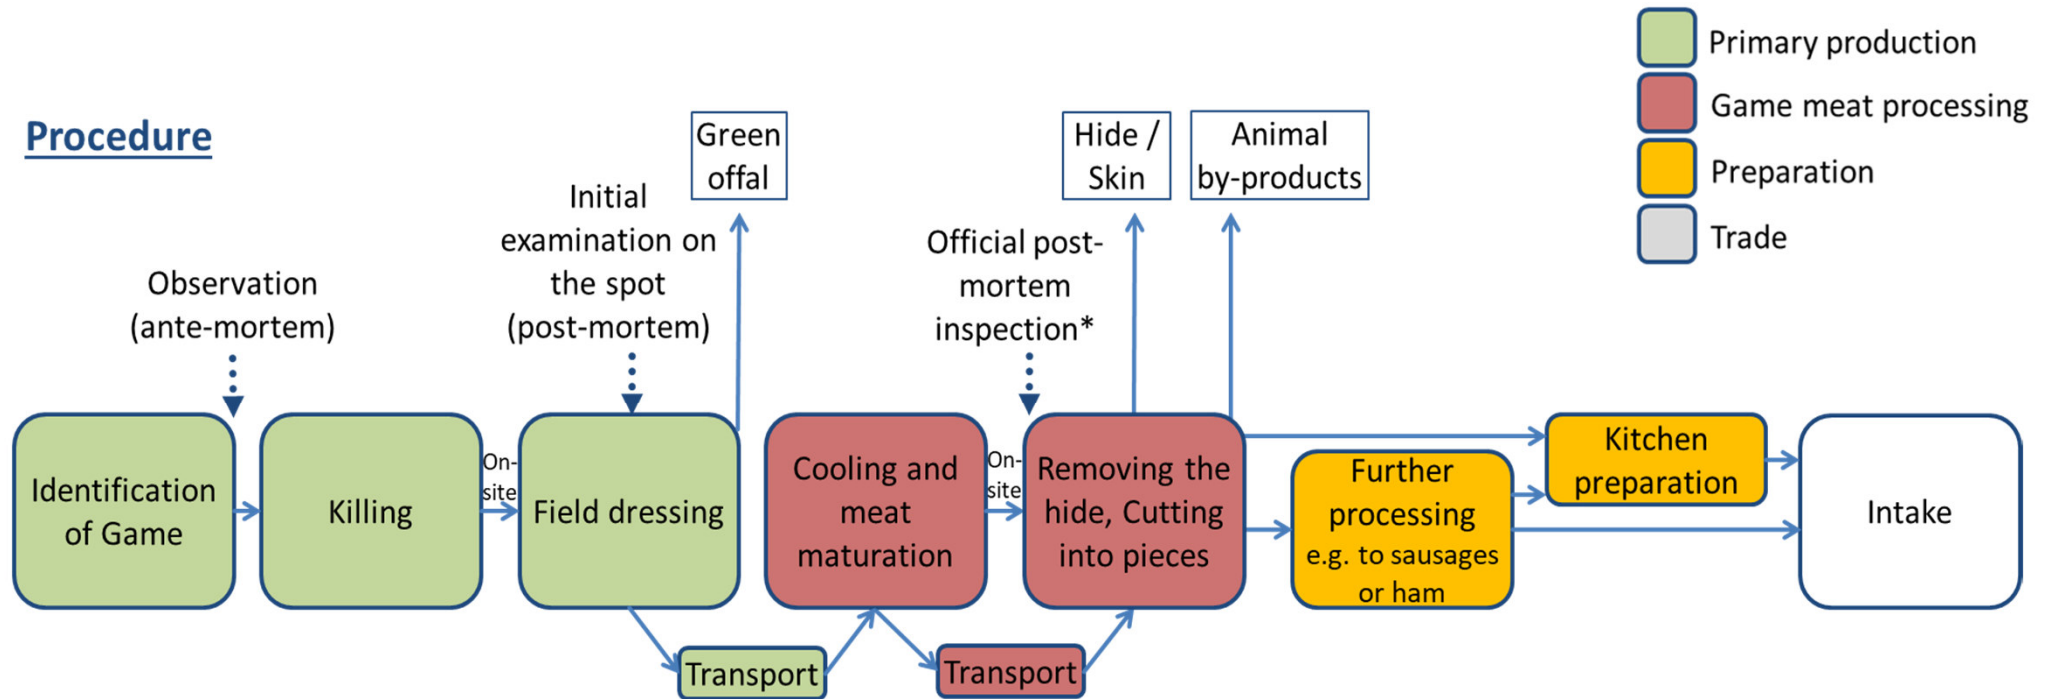 Procedure
Primary production
Game meat processing
Preparation
Trade
Green
offal
Hide /
Skin
Animal
by-products
Observation
(ante-mortem)
Initial
examination on
the spot
(post-mortem)
Official post-
mortem
inspection*
Identification
of Game
Killing
On-
site
Field dressing
Transport
Cooling and
meat
maturation
On-
site
Transport
Removing the
hide, Cutting
into pieces
Further
processing
e.g. to sausages
or ham
Kitchen
preparation
Intake